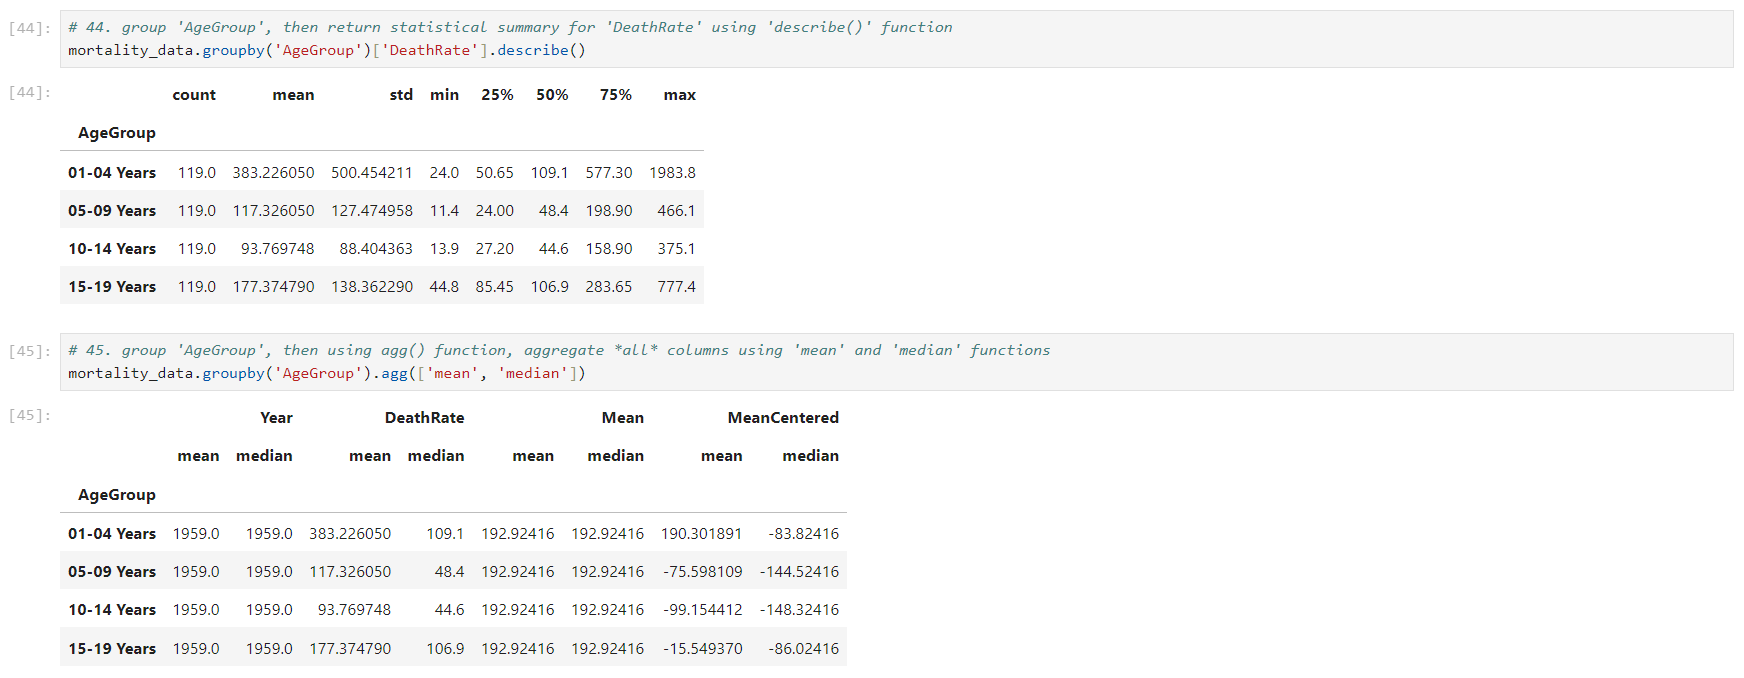 [44]: # 44. group 'AgeGroup', then return statistical summary for 'DeathRate' using 'describe()' function
mortality_data.groupby('AgeGroup')['DeathRate'].describe()
[44]: count mean std min 25% 50% 75% max
AgeGroup
01-04 Years 119.0 383.226050 500.454211 24.0 50.65 109.1 577.30 1983.8
05-09 Years 119.0 117.326050 127.474958 11.4 24.00 48.4 198.90 466.1
10-14 Years 119.0 93.769748 88.404363 13.9 27.20 44.6 158.90 375.1
15-19 Years 119.0 177.374790 138.362290 44.8 85.45 106.9 283.65 777.4
[45]: # 45. group 'AgeGroup', then using agg() function, aggregate *all* columns using 'mean' and 'median' functions
mortality_data.groupby('AgeGroup').agg(['mean', 'median'])
[45]: Year DeathRate Mean MeanCentered
mean median mean median mean median mean median
AgeGroup
01-04 Years 1959.0 1959.0 383.226050 109.1 192.92416 192.92416 190.301891 -83.82416
05-09 Years 1959.0 1959.0 117.326050 48.4 192.92416 192.92416 -75.598109 -144.52416
10-14 Years 1959.0 1959.0 93.769748 44.6 192.92416 192.92416 -99.154412 -148.32416
15-19 Years 1959.0 1959.0 177.374790 106.9 192.92416 192.92416 -15.549370 -86.02416